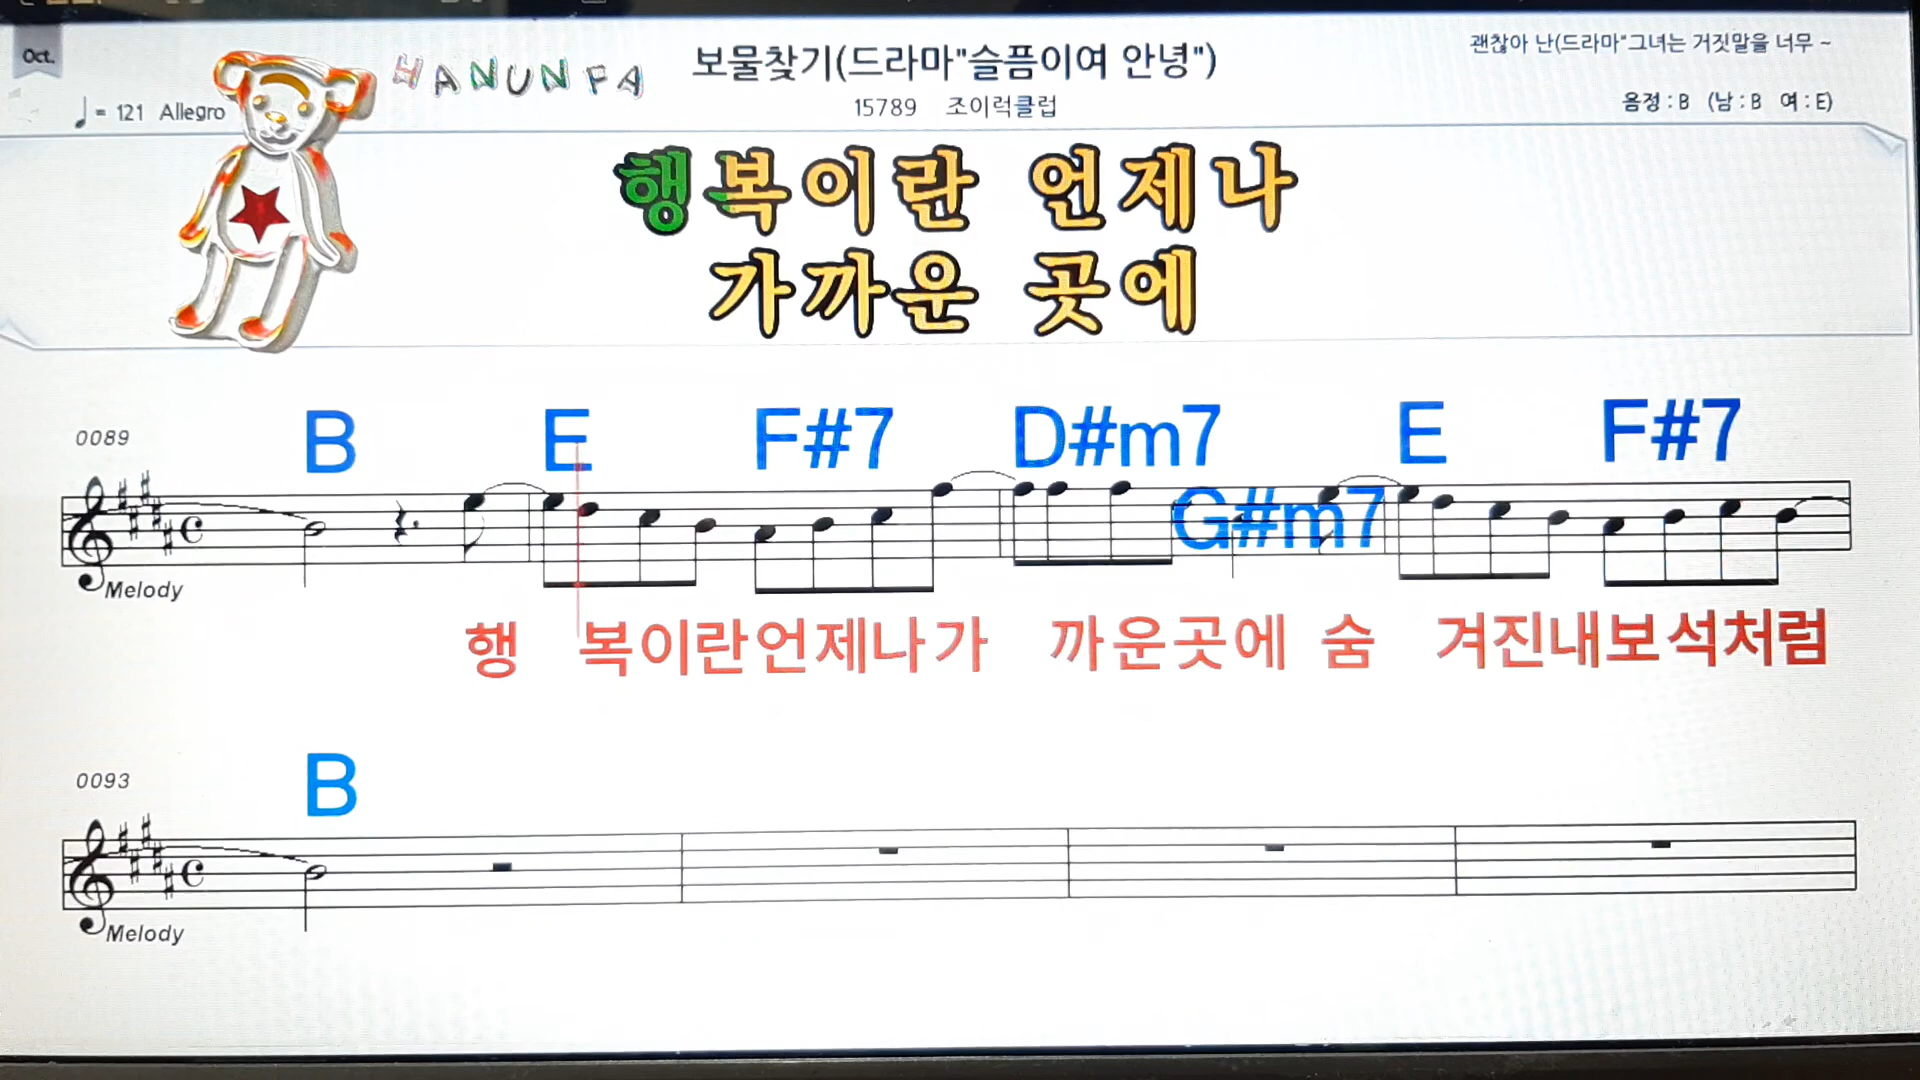 Oct.
HANUNFA
보물찾기(드라마"슬픔이여 안녕")
괜찮아 난(드라마"그녀는 거짓말을 너무 ~
♩= 121 Allegro
15789 조이럭클럽
음정 : B (남 : B 여 : E)
행복이란 언제나
가까운 곳에
0089
B E F#7 D#m7 G#m7 E F#7
Melody
행 복이란언제나가 까운곳에 숨 겨진내보석처럼
0093
B
Melody